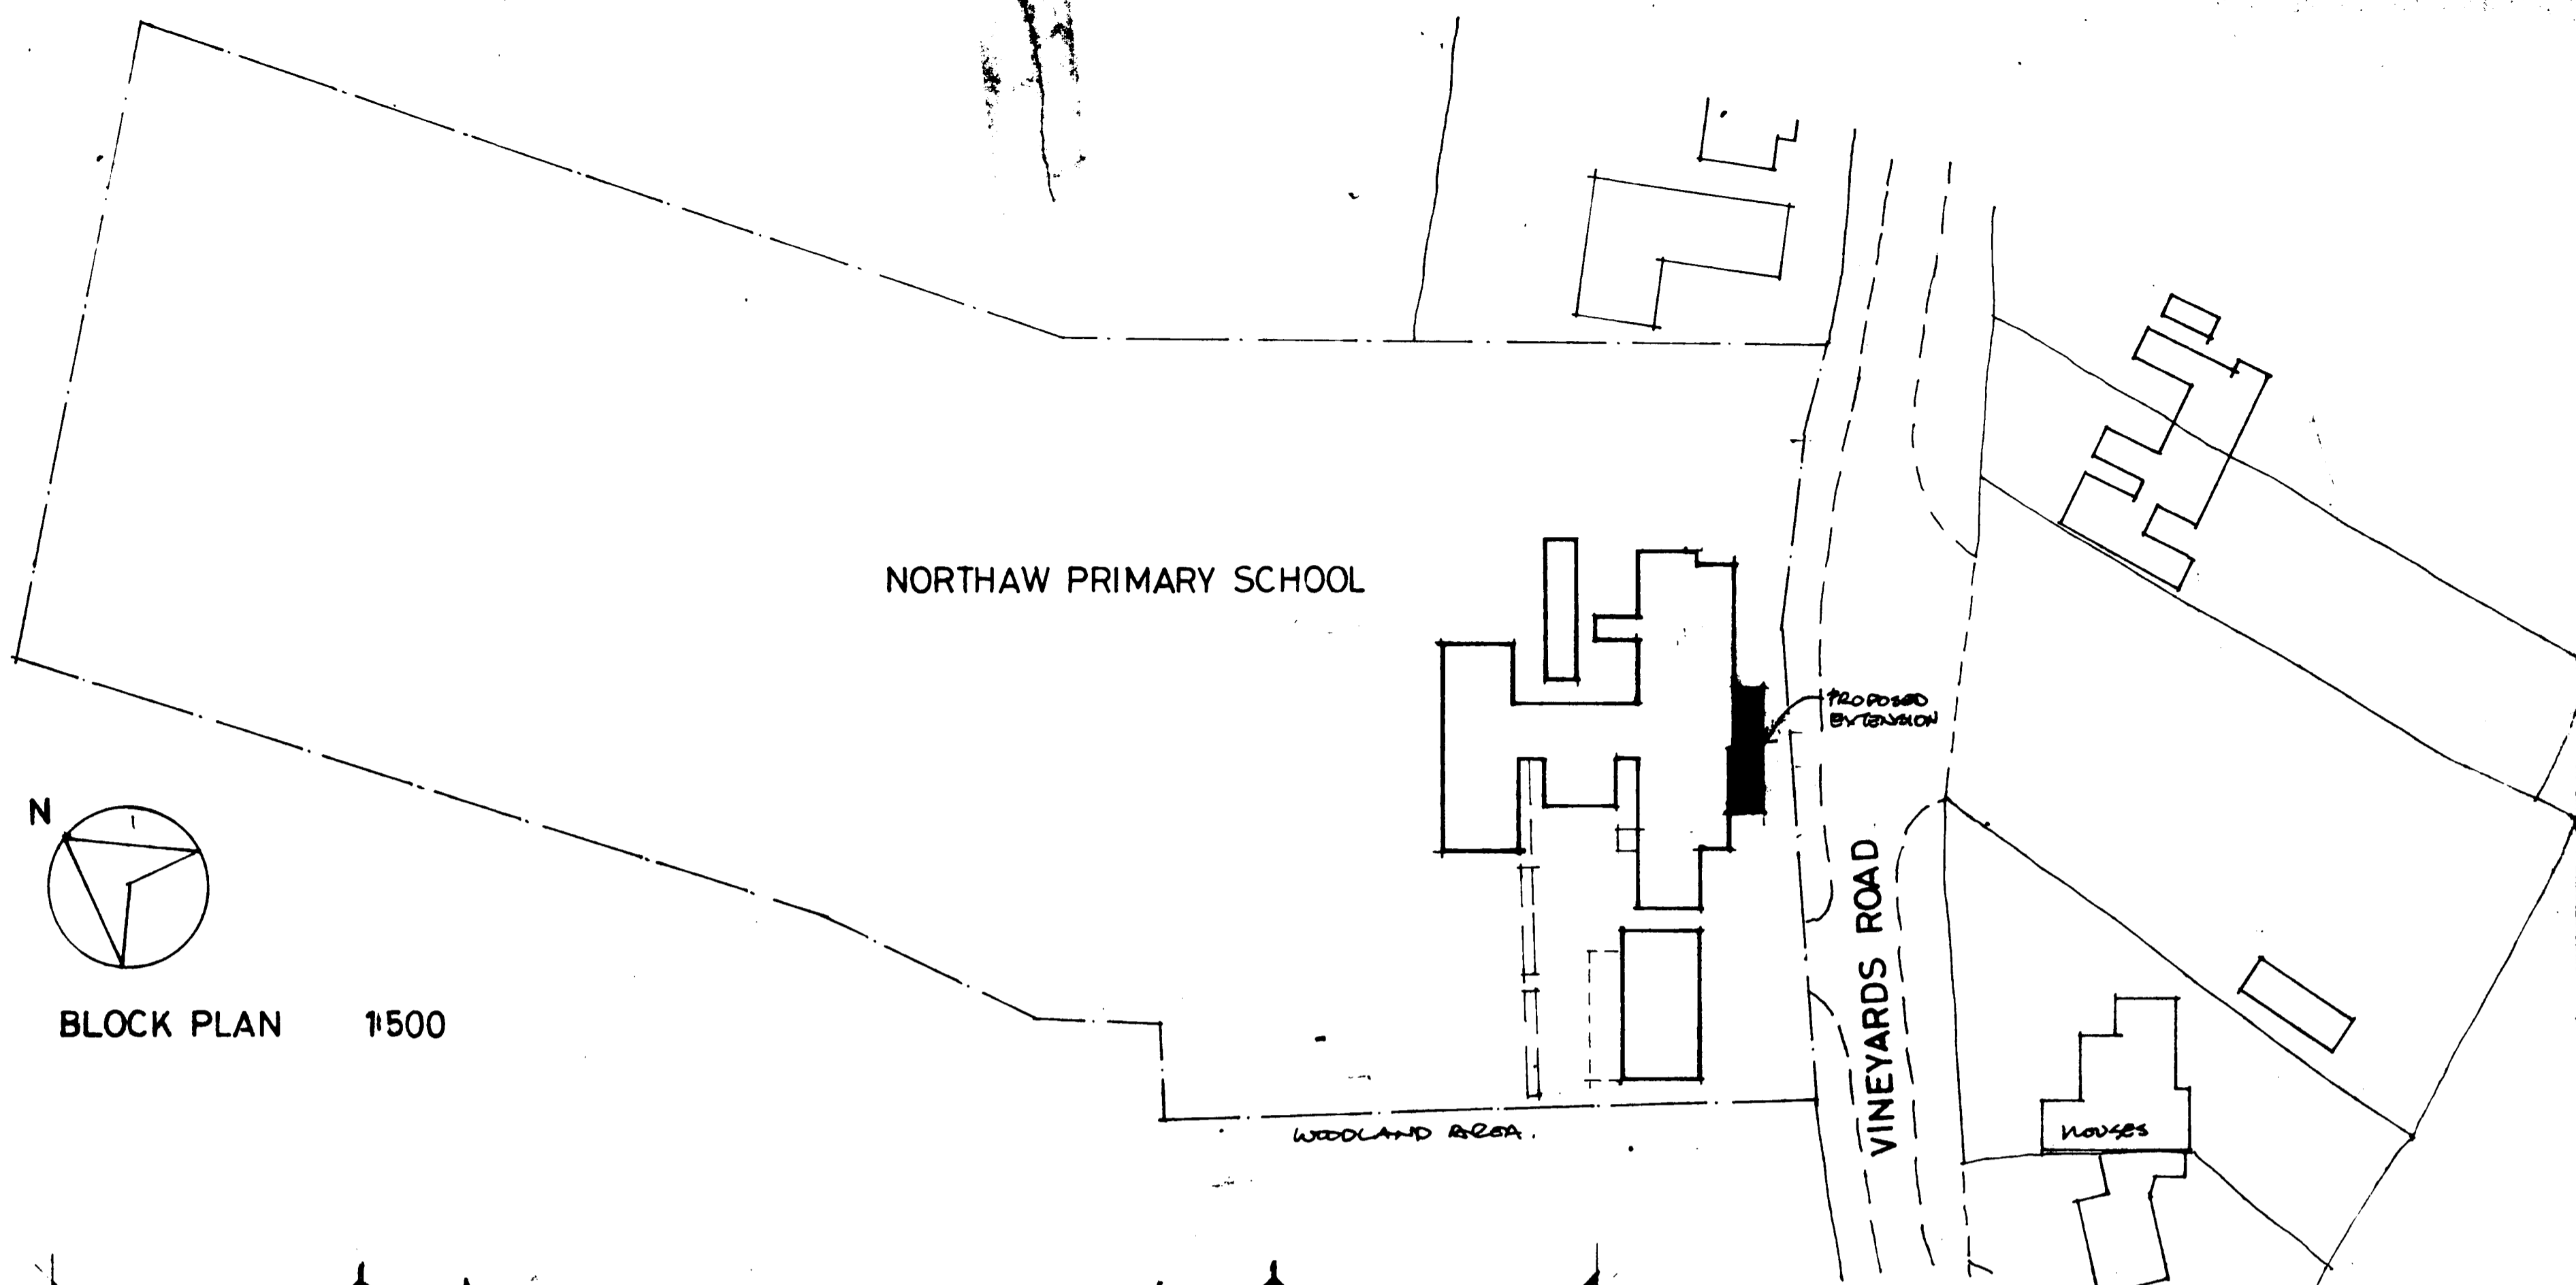 NORTHAW PRIMARY SCHOOL
PROPOSED
EXTENSION
N
VINEYARDS ROAD
BLOCK PLAN 1:500
WOODLAND AREA.
houses